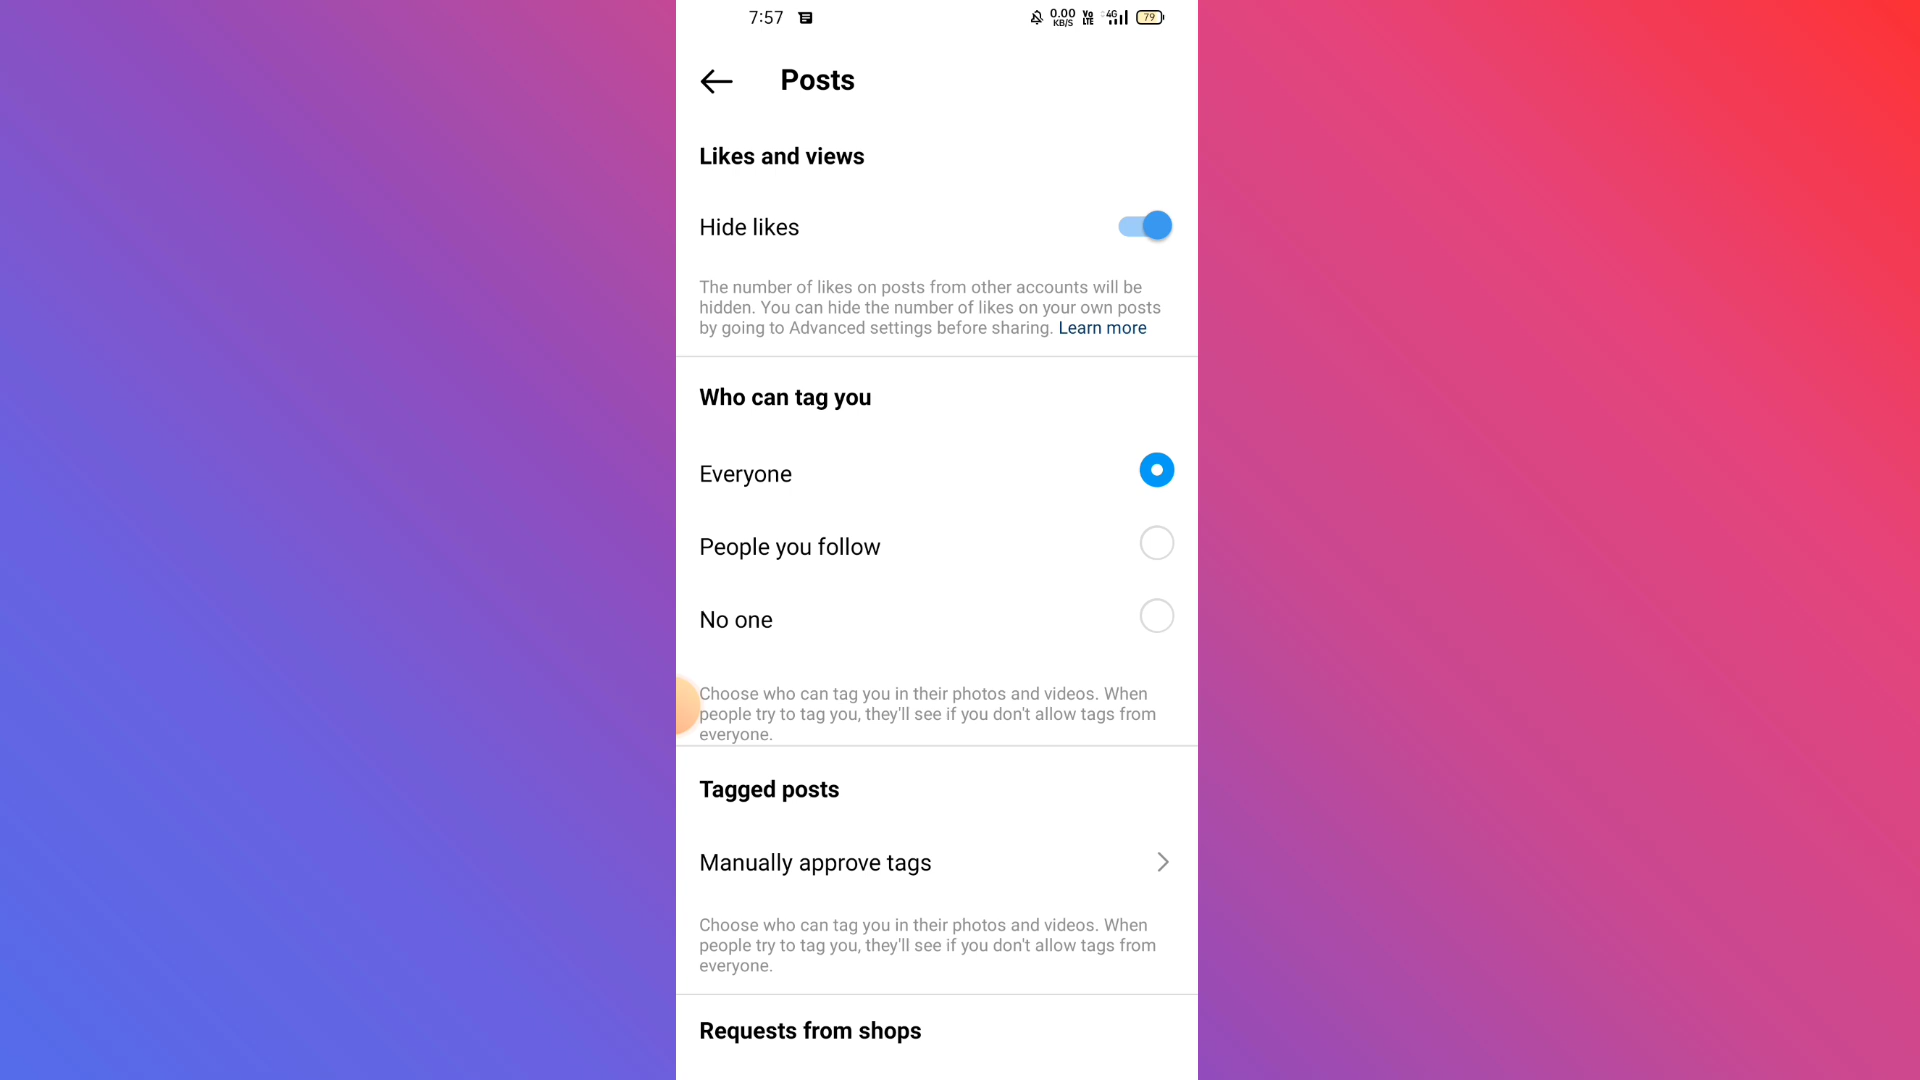 7:57
0.00
KB/S
Vo
LTE
4G
79
Posts
Likes and views
Hide likes
The number of likes on posts from other accounts will be
hidden. You can hide the number of likes on your own posts
by going to Advanced settings before sharing. Learn more
Who can tag you
Everyone
People you follow
No one
Choose who can tag you in their photos and videos. When
people try to tag you, they'll see if you don't allow tags from
everyone.
Tagged posts
Manually approve tags
Choose who can tag you in their photos and videos. When
people try to tag you, they'll see if you don't allow tags from
everyone.
Requests from shops